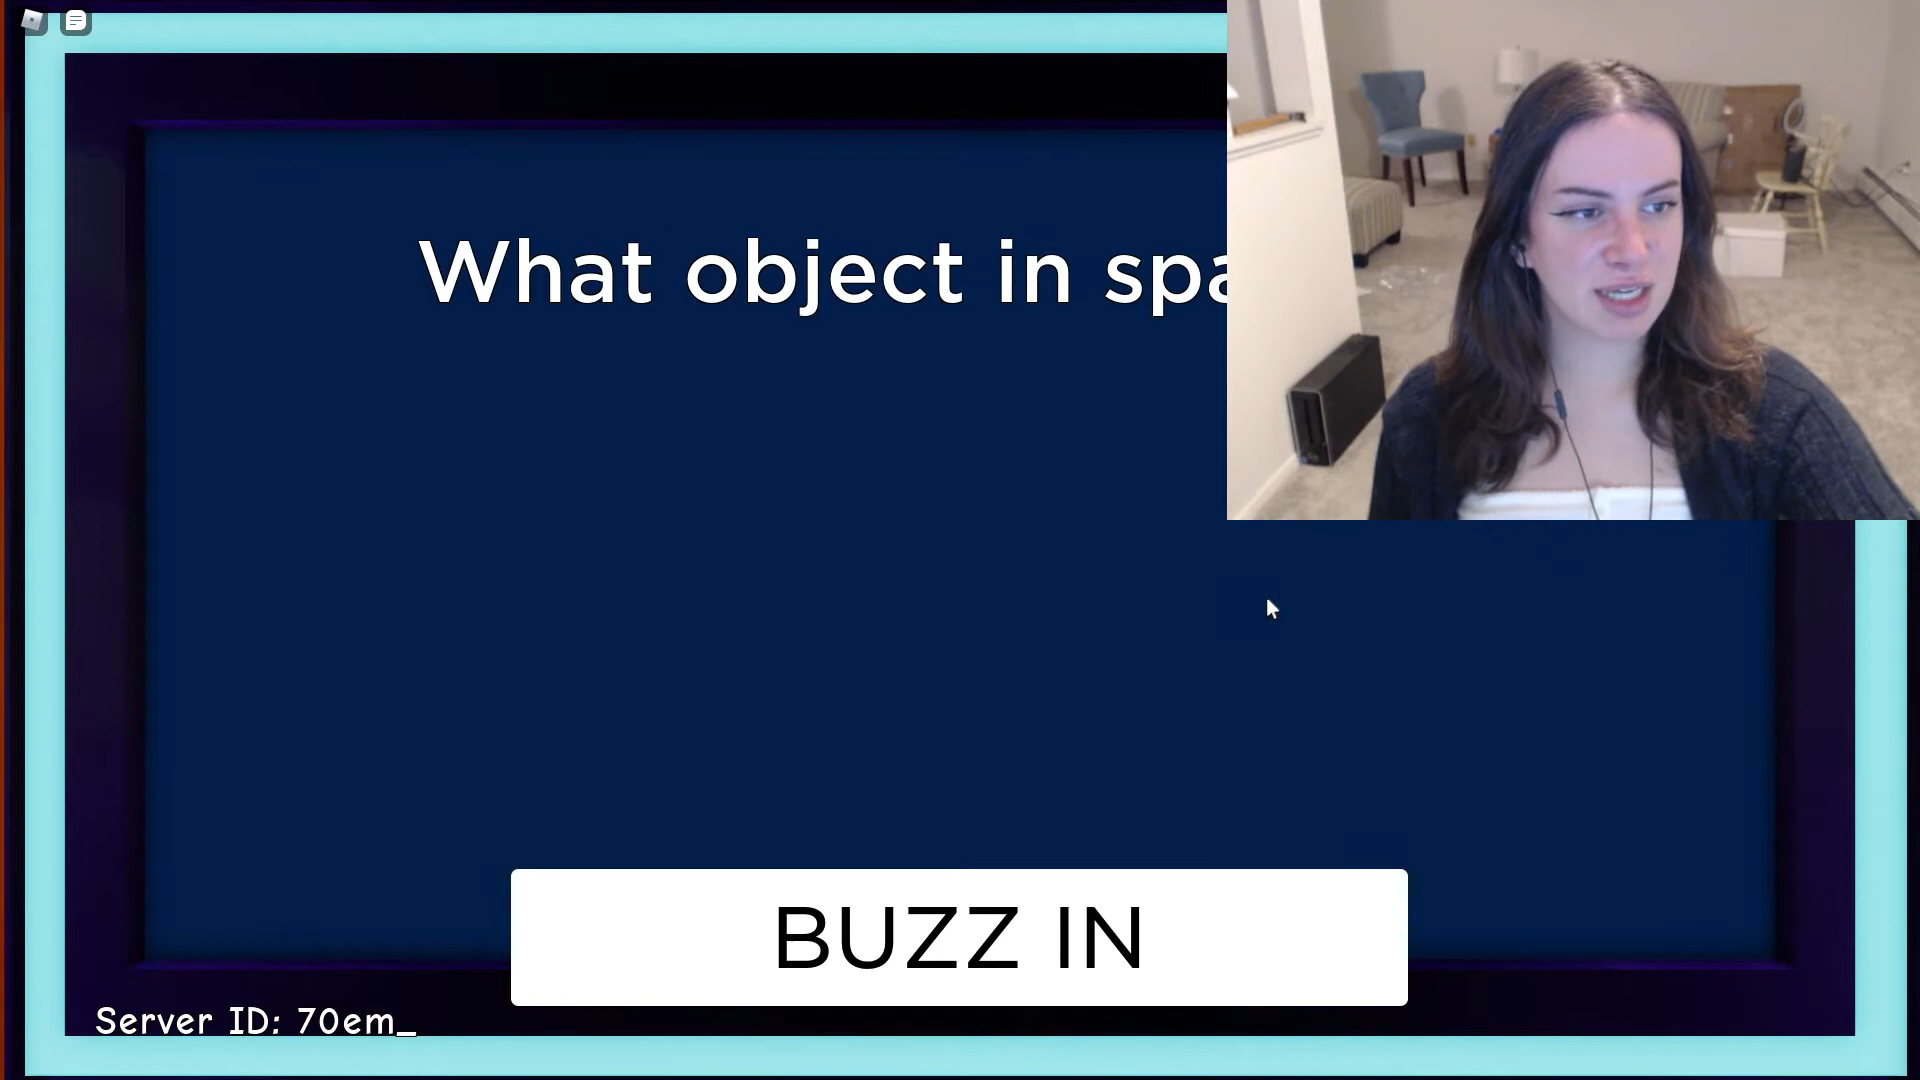 What object in spa
BUZZ IN
Server ID: 70em_